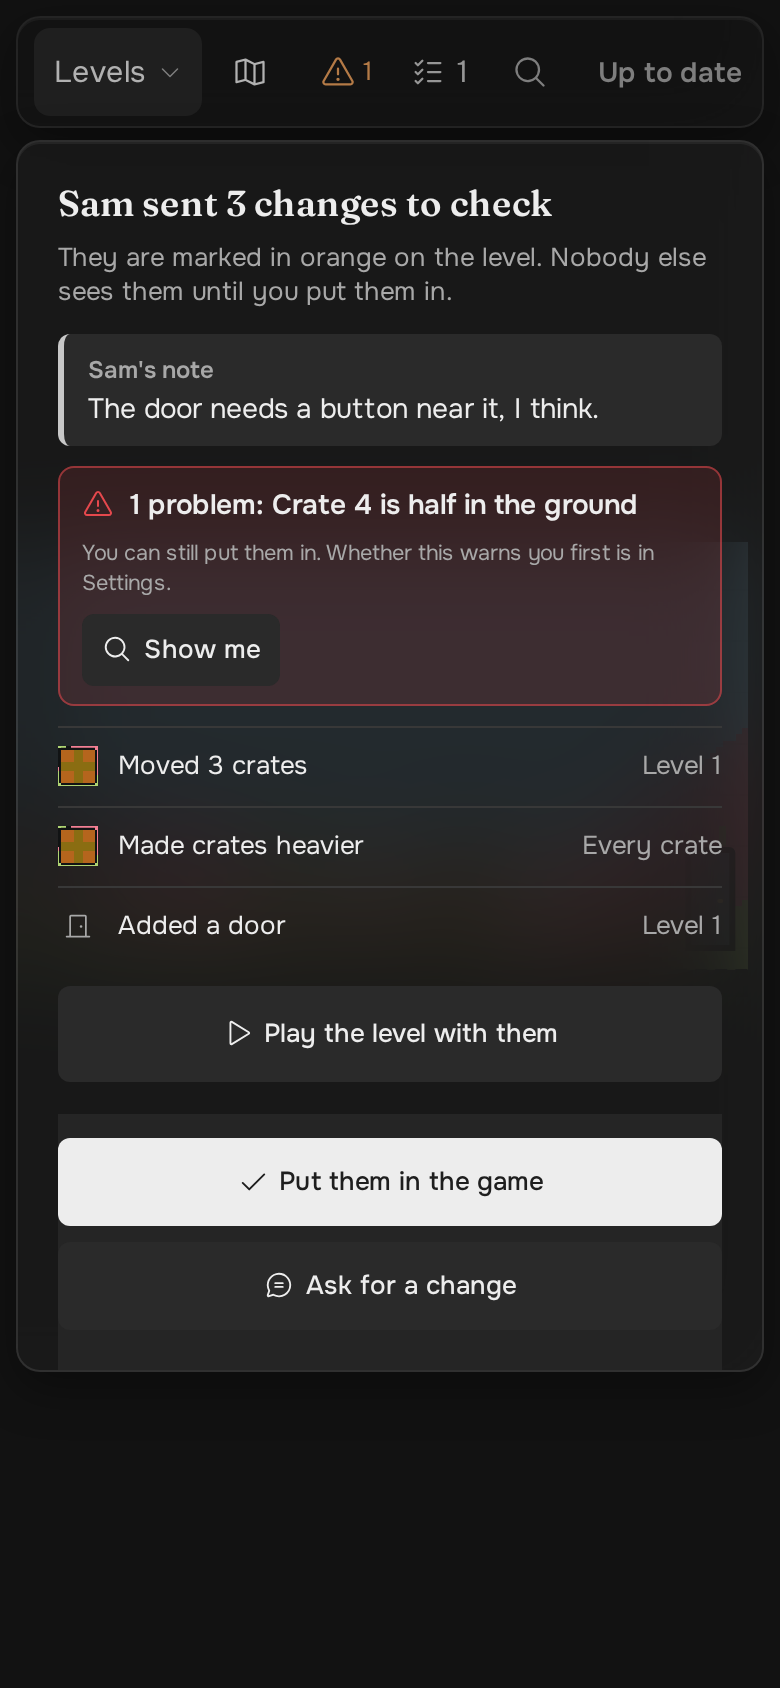 Levels
1
1
Up to date
Sam sent 3 changes to check
They are marked in orange on the level. Nobody else
sees them until you put them in.
Sam's note
The door needs a button near it, I think.
1 problem: Crate 4 is half in the ground
You can still put them in. Whether this warns you first is in
Settings.
Show me
Moved 3 crates
Level 1
Made crates heavier
Every crate
Added a door
Level 1
Play the level with them
Put them in the game
Ask for a change